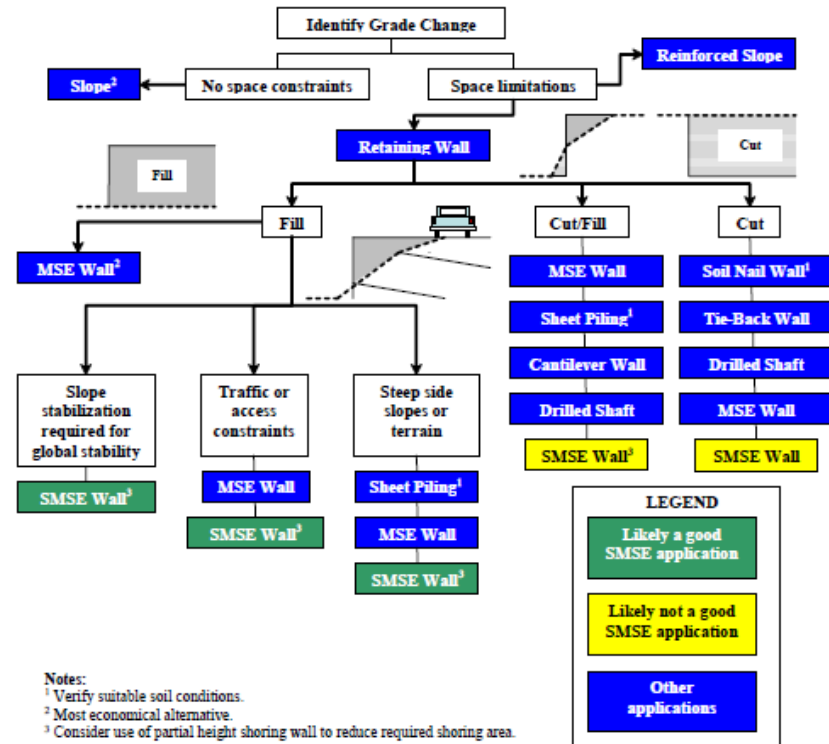 Identify Grade Change
Reinforced Slope
Slope²
No space constraints
Space limitations
Retaining Wall
Cut
Fill
Fill
Cut/Fill
Cut
MSE Wall²
MSE Wall
Sheet Piling¹
Cantilever Wall
Drilled Shaft
SMSE Wall³
Soil Nail Wall¹
Tie-Back Wall
Drilled Shaft
MSE Wall
SMSE Wall
Slope
stabilization
required for
global stability
SMSE Wall³
Traffic or
access
constraints
MSE Wall
SMSE Wall³
Steep side
slopes or
terrain
Sheet Piling¹
MSE Wall
SMSE Wall³
LEGEND
Likely a good
SMSE application
Likely not a good
SMSE application
Other
applications
Notes:
¹ Verify suitable soil conditions.
² Most economical alternative.
³ Consider use of partial height shoring wall to reduce required shoring area.